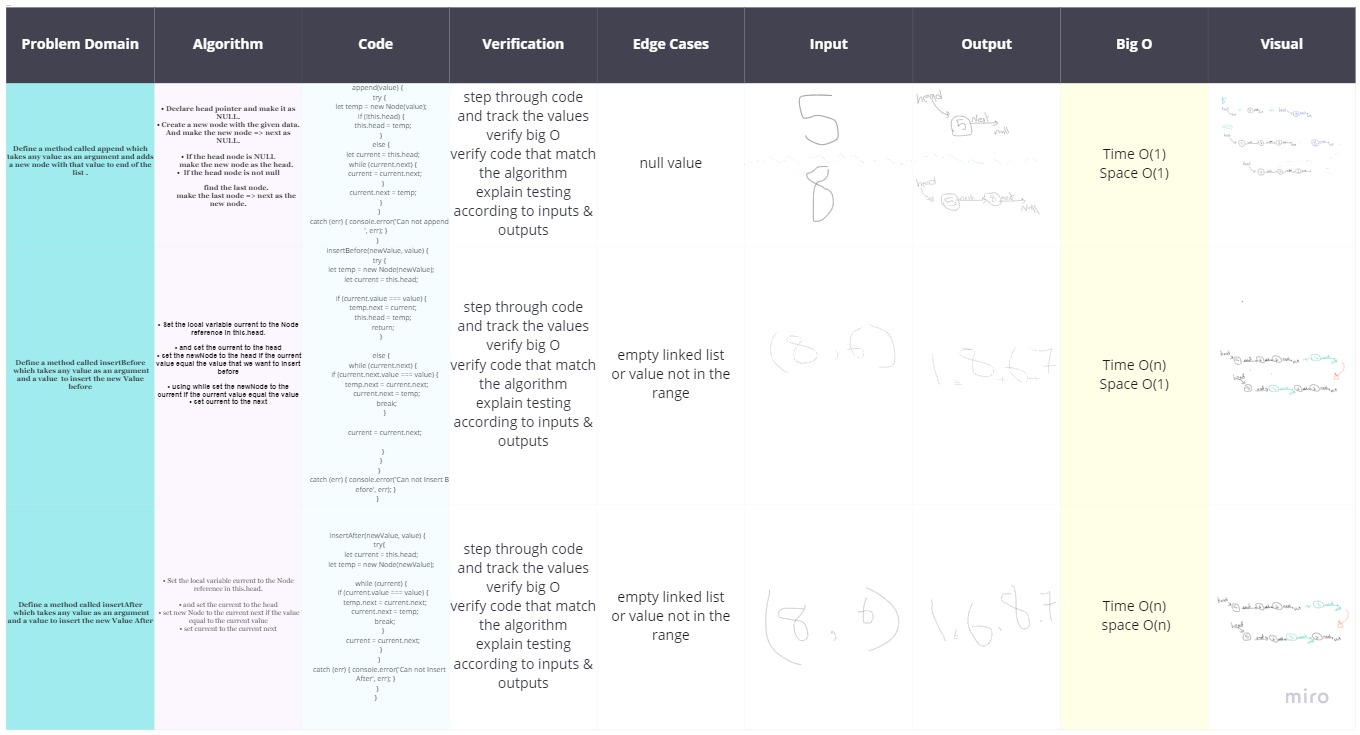 Problem Domain
Algorithm
Code
Verification
Edge Cases
Input
Output
Big O
Visual
Define a method called append which
takes any value as an argument and adds
a new node with that value to end of the
list .
• Declare head pointer and make it as
NULL.
• Create a new node with the given data.
And make the new node => next as
NULL.
• If the head node is NULL
make the new node as the head.
• If the head node is not null
find the last node.
make the last node => next as the
new node.
append(value) {
try {
let temp = new Node(value);
if (!this.head) {
this.head = temp;
}
else {
let current = this.head;
while (current.next) {
current = current.next;
}
current.next = temp;
}
}
catch (err) { console.error('Can not append
', err); }
}
step through code
and track the values
verify big O
verify code that match
the algorithm
explain testing
according to inputs &
outputs
null value
5
8
head
5 next
null
head
5 8 next
Null
Time O(1)
Space O(1)
Define a method called insertBefore
which takes any value as an argument
and a value to insert the new Value
before
• Set the local variable current to the Node
reference in this.head.
• and set the current to the head
• set the newNode to the head if the current
value equal the value that we want to insert
before
• using while set the newNode to the
current if the current value equal the value
• set current to the next
insertBefore(newValue, value) {
try {
let temp = new Node(newValue);
let current = this.head;
if (current.value === value) {
temp.next = current;
this.head = temp;
return;
}
else {
while (current.next) {
if (current.next.value === value) {
temp.next = current.next;
current.next = temp;
break;
}
current = current.next;
}
}
}
catch (err) { console.error('Can not Insert B
efore', err); }
}
step through code
and track the values
verify big O
verify code that match
the algorithm
explain testing
according to inputs &
outputs
empty linked list
or value not in the
range
(8,6)
1,8,6,7
Time O(n)
Space O(1)
head
head
Define a method called insertAfter
which takes any value as an argument
and a value to insert the new Value After
• Set the local variable current to the Node
reference in this.head.
• and set the current to the head
• set new Node to the current next if the value
equal to the current value
• set current to the current next
insertAfter(newValue, value) {
try{
let current = this.head;
let temp = new Node(newValue);
while (current) {
if (current.value === value) {
temp.next = current.next;
current.next = temp;
break;
}
current = current.next;
}
}
catch (err) { console.error('Can not Insert
After', err); }
}
}
step through code
and track the values
verify big O
verify code that match
the algorithm
explain testing
according to inputs &
outputs
empty linked list
or value not in the
range
(8,6)
1,6,8,7
Time O(n)
space O(n)
head
head
miro